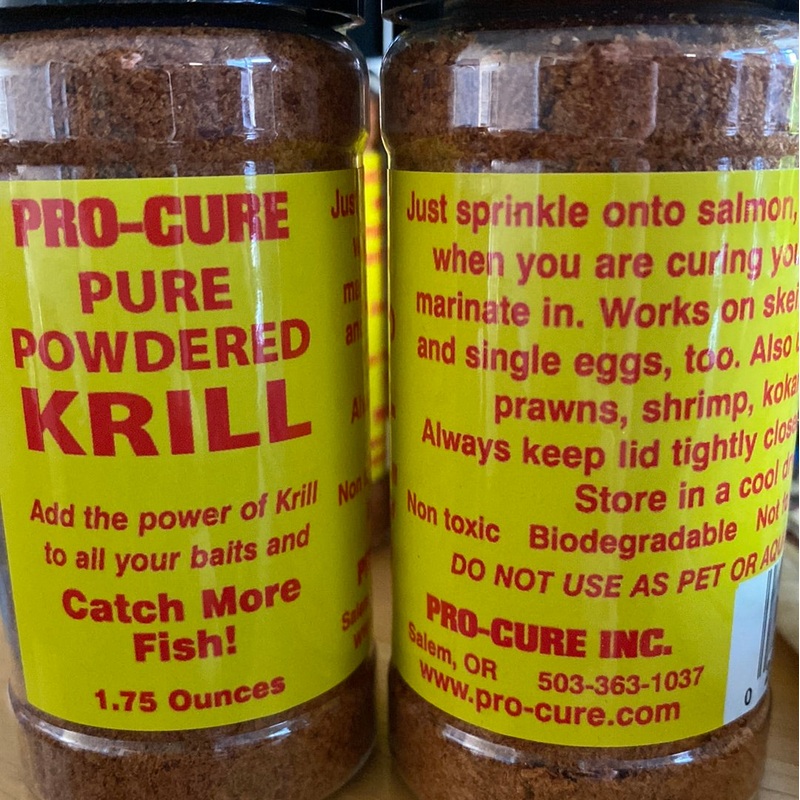 PRO-CURE
PURE
POWDERED
KRILL
Add the power of Krill
to all your baits and
Catch More
Fish!
1.75 Ounces
Just sprinkle onto salmon,
when you are curing
marinate in. Works on
and single eggs, too. Also
prawns, shrimp,
Always keep lid tightly
Store in a cool
Non toxic Biodegradable Not
DO NOT USE AS PET OR
PRO-CURE INC.
Salem, OR 503-363-1037
www.pro-cure.com
0